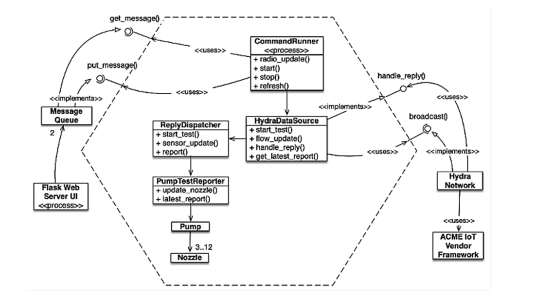 get_message()
<<uses>>
CommandRunner
<<process>>
+ radio_update()
+ start()
+ stop()
+ refresh()
put_message()
<<uses>>
handle_reply()
<<uses>>
<<implements>>
Message
Queue
2
<<implements>>
ReplyDispatcher
+ start_test()
+ sensor_update()
+ report()
HydraDataSource
+ start_test()
+ flow_update()
+ handle_reply()
+ get_latest_report()
broadcast()
<<uses>>
<<implements>>
PumpTestReporter
+ update_nozzle()
+ latest_report()
Hydra
Network
Flask Web
Server UI
<<process>>
Pump
<<uses>>
3..12
Nozzle
ACME IoT
Vendor
Framework